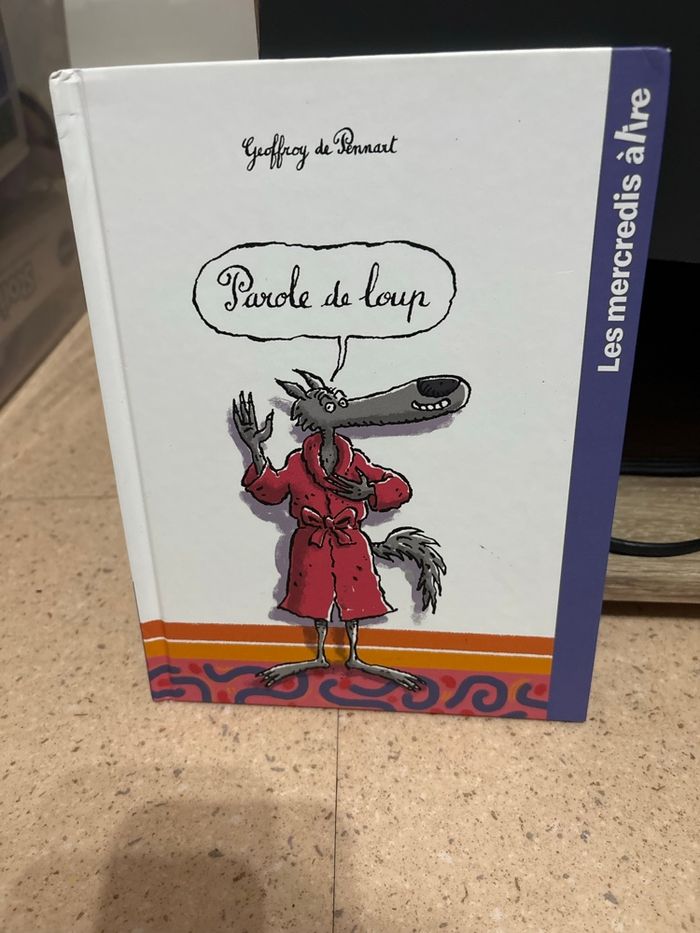 Geoffroy de Pennart
Parole de loup
Les mercredis à lire